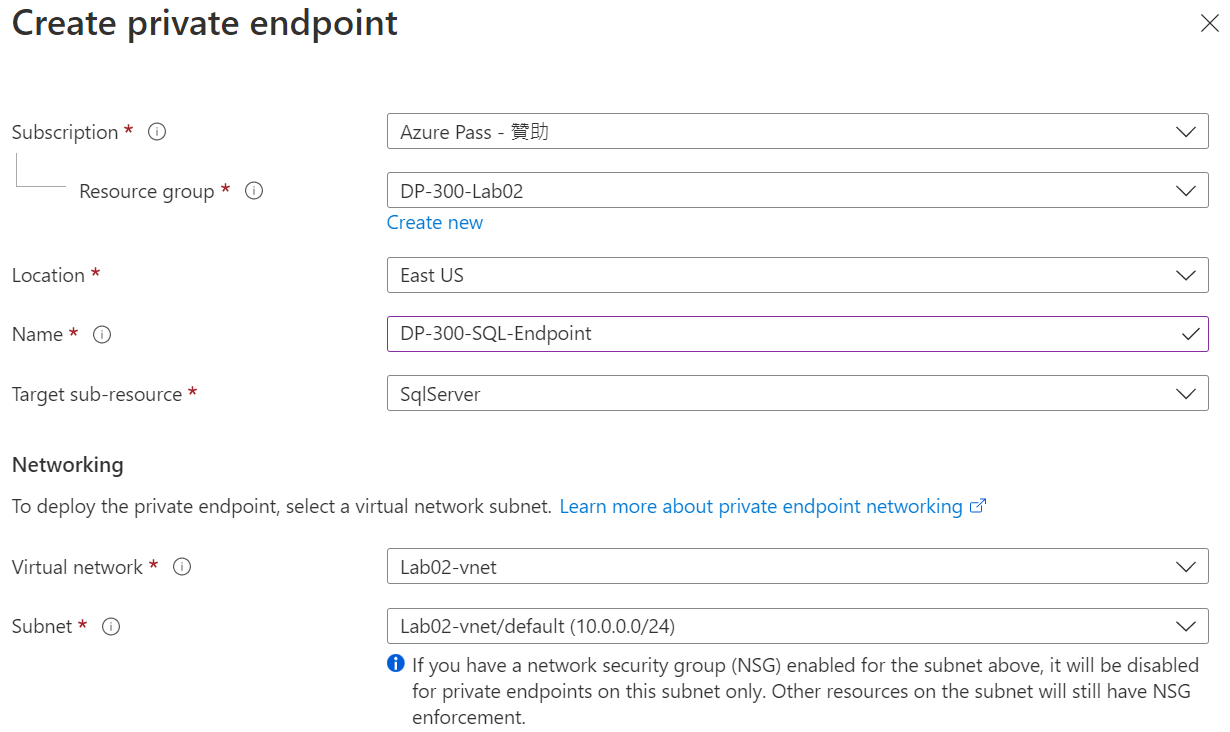 Create private endpoint
Subscription *
Azure Pass - 贊助
Resource group *
DP-300-Lab02
Create new
Location *
East US
Name *
DP-300-SQL-Endpoint
Target sub-resource *
SqlServer
Networking
To deploy the private endpoint, select a virtual network subnet. Learn more about private endpoint networking
Virtual network *
Lab02-vnet
Subnet *
Lab02-vnet/default (10.0.0.0/24)
If you have a network security group (NSG) enabled for the subnet above, it will be disabled
for private endpoints on this subnet only. Other resources on the subnet will still have NSG
enforcement.